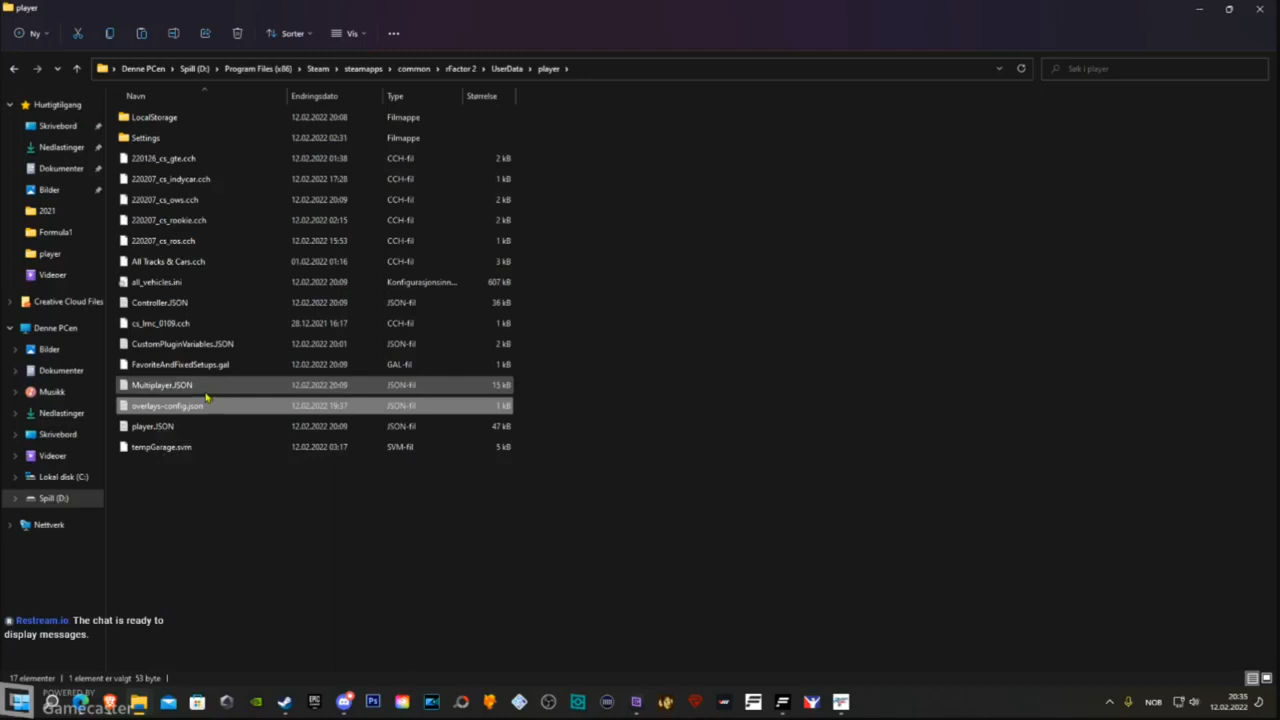 player
Ny
Sorter
Vis
Denne PCen
Spill (D:)
Program Files (x86)
Steam
steamapps
common
rFactor 2
UserData
player
Søk i player
Hurtigtilgang
Skrivebord
Nedlastinger
Dokumenter
Bilder
2021
Formula1
player
Videoer
Creative Cloud Files
Denne PCen
Bilder
Dokumenter
Musikk
Nedlastinger
Skrivebord
Videoer
Lokal disk (C:)
Spill (D:)
Nettverk
Navn Endringsdato Type Størrelse
LocalStorage 12.02.2022 20:08 Filmappe
Settings 12.02.2022 02:31 Filmappe
220126_cs_gte.cch 12.02.2022 01:38 CCH-fil 2 kB
220207_cs_indycar.cch 12.02.2022 17:28 CCH-fil 1 kB
220207_cs_ows.cch 12.02.2022 20:09 CCH-fil 2 kB
220207_cs_rookie.cch 12.02.2022 02:15 CCH-fil 2 kB
220207_cs_ros.cch 12.02.2022 15:53 CCH-fil 1 kB
All Tracks & Cars.cch 01.02.2022 01:16 CCH-fil 3 kB
all_vehicles.ini 12.02.2022 20:09 Konfigurasjonsinn... 607 kB
Controller.JSON 12.02.2022 20:09 JSON-fil 36 kB
cs_lmc_0109.cch 28.12.2021 16:17 CCH-fil 1 kB
CustomPluginVariables.JSON 12.02.2022 20:01 JSON-fil 2 kB
FavoriteAndFixedSetups.gal 12.02.2022 20:09 GAL-fil 1 kB
Multiplayer.JSON 12.02.2022 20:09 JSON-fil 15 kB
overlays-config.json 12.02.2022 19:37 JSON-fil 1 kB
player.JSON 12.02.2022 20:09 JSON-fil 47 kB
tempGarage.svm 12.02.2022 03:17 SVM-fil 5 kB
Restream.io The chat is ready to
display messages.
17 elementer 1 element er valgt 53 byte
POWERED BY
Gamecaster
EPIC
Ps
NOB
20:35
12.02.2022